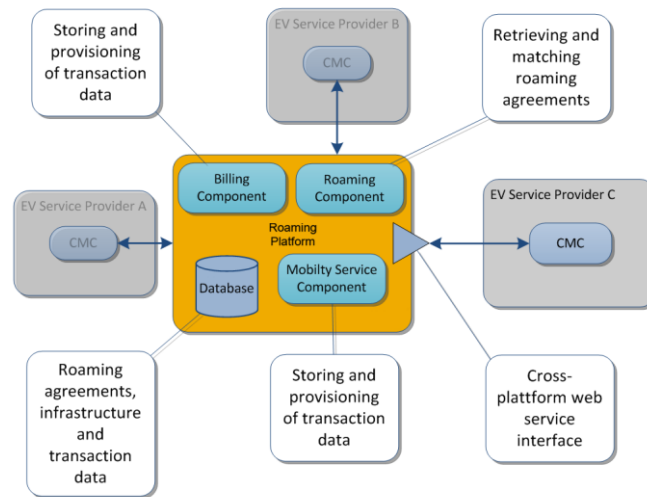 Storing and
provisioning
of transaction
data
EV Service Provider B
CMC
Retrieving and
matching
roaming
agreements
Billing
Component
Roaming
Component
EV Service Provider A
CMC
Roaming
Platform
EV Service Provider C
CMC
Database
Mobilty Service
Component
Roaming
agreements,
infrastructure
and
transaction
data
Storing and
provisioning
of transaction
data
Cross-
plattform web
service
interface